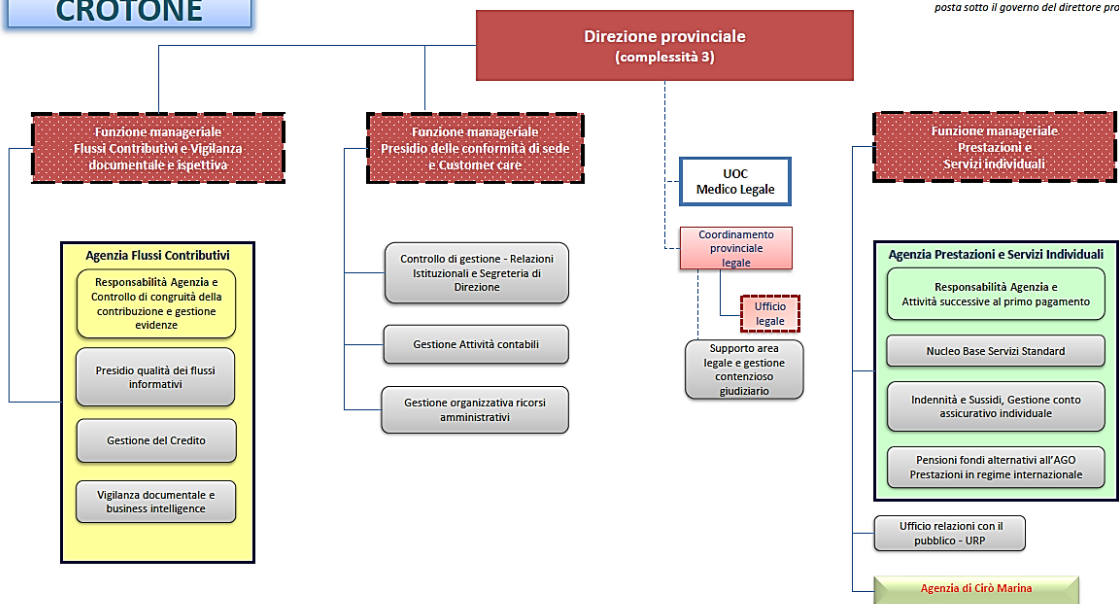 CROTONE
posta sotto il governo del direttore pro
Direzione provinciale
(complessità 3)
Funzione manageriale
Flussi Contributivi e Vigilanza
documentale e ispettiva
Funzione manageriale
Presidio delle conformità di sede
e Customer care
Funzione manageriale
Prestazioni e
Servizi individuali
UOC
Medico Legale
Coordinamento
provinciale
legale
Ufficio
legale
Supporto area
legale e gestione
contenzioso
giudiziario
Agenzia Flussi Contributivi
Responsabilità Agenzia e
Controllo di congruità della
contribuzione e gestione
evidenze
Presidio qualità dei flussi
informativi
Gestione del Credito
Vigilanza documentale e
business intelligence
Controllo di gestione - Relazioni
Istituzionali e Segreteria di
Direzione
Gestione Attività contabili
Gestione organizzativa ricorsi
amministrativi
Agenzia Prestazioni e Servizi Individuali
Responsabilità Agenzia e
Attività successive al primo pagamento
Nucleo Base Servizi Standard
Indennità e Sussidi, Gestione conto
assicurativo individuale
Pensioni fondi alternativi all'AGO
Prestazioni in regime internazionale
Ufficio relazioni con il
pubblico - URP
Agenzia di Cirò Marina